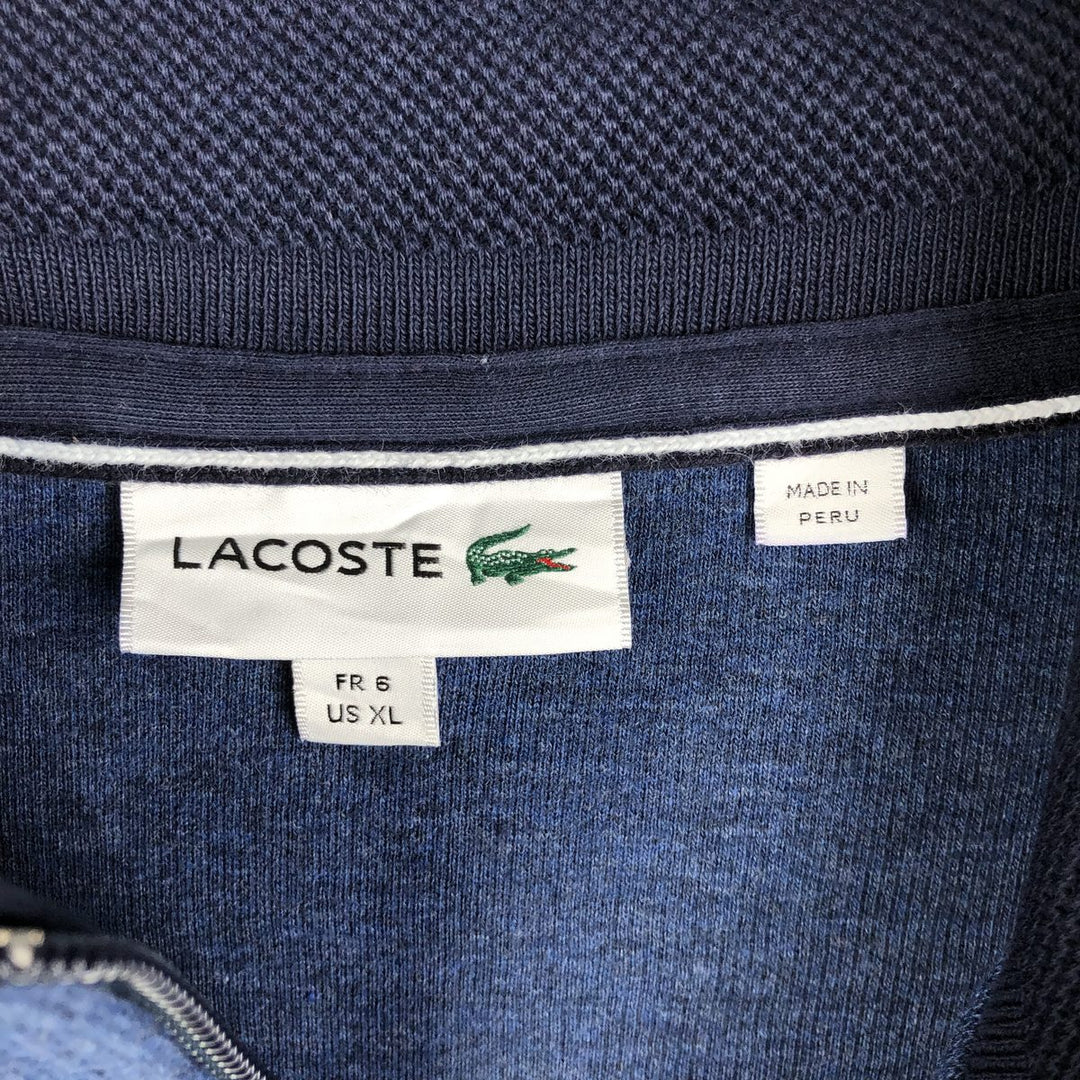 LACOSTE
MADE IN
PERU
FR 6
US XL